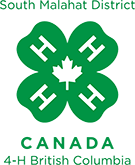 South Malahat District
H H
H H
CANADA
4-H British Columbia